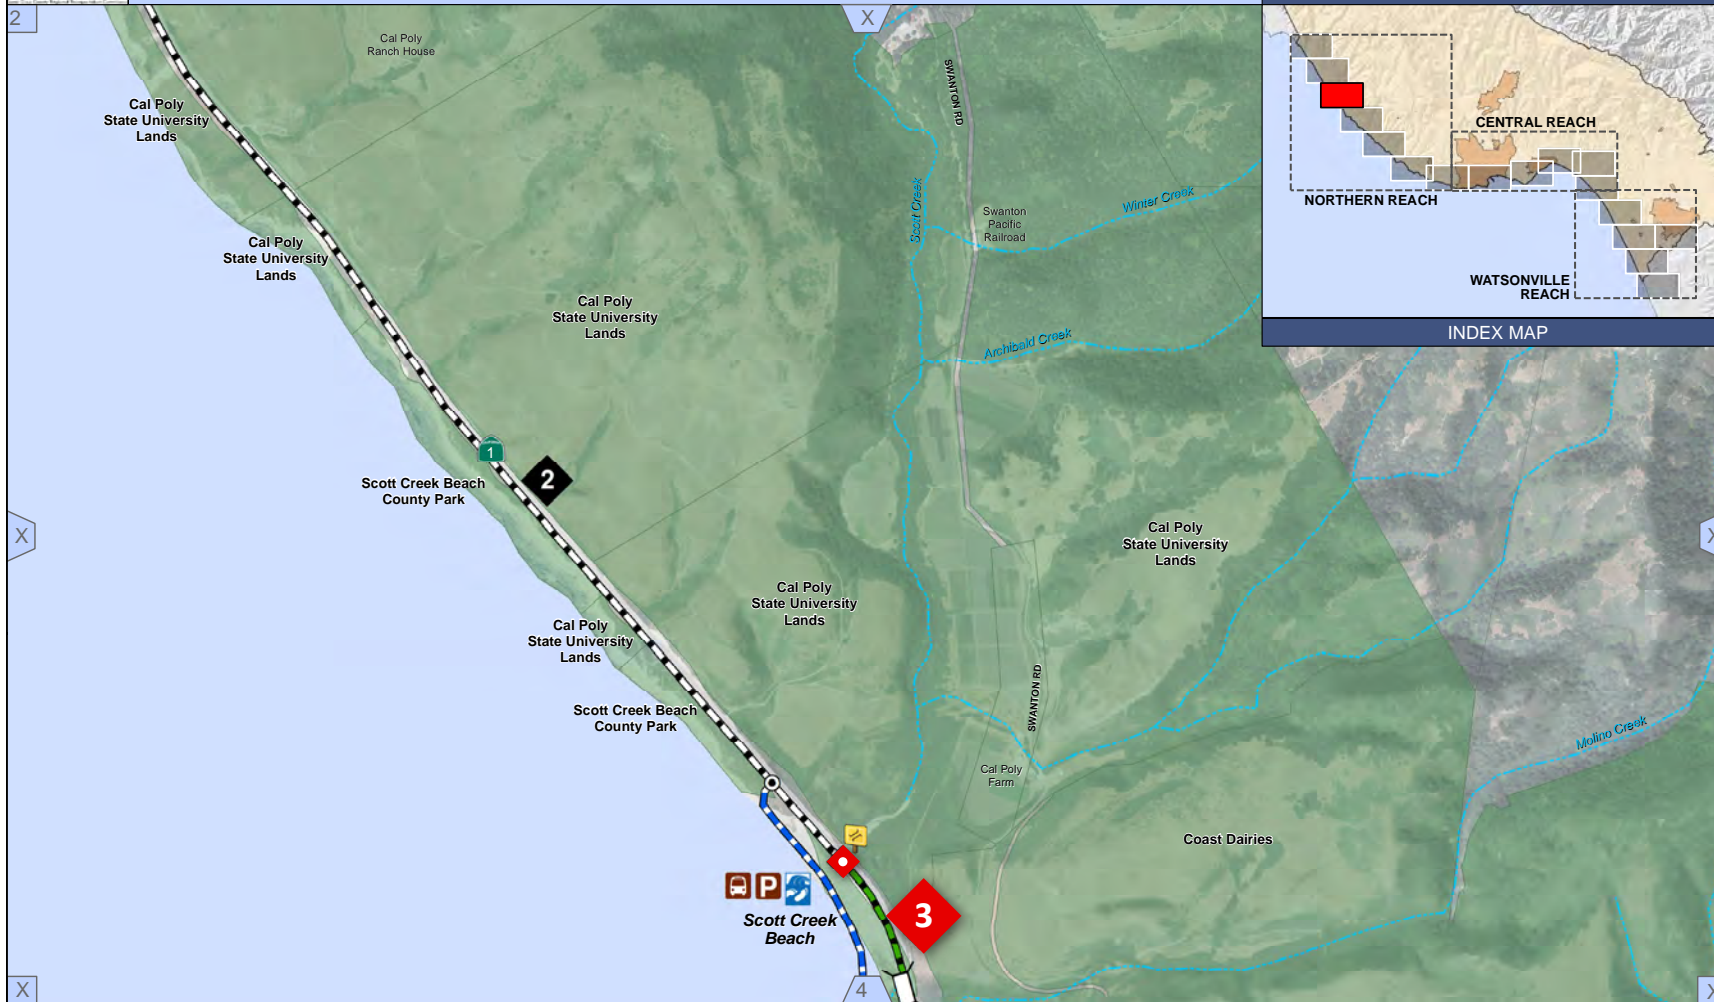 2
X
Cal Poly
Ranch House
SWANTON RD
Cal Poly
State University
Lands
CENTRAL REACH
NORTHERN REACH
WATSONVILLE
REACH
INDEX MAP
Scott Creek
Winter Creek
Swanton
Pacific
Railroad
Cal Poly
State University
Lands
Cal Poly
State University
Lands
Archibald Creek
1
2
Scott Creek Beach
County Park
X
X
Cal Poly
State University
Lands
Cal Poly
State University
Lands
Cal Poly
State University
Lands
SWANTON RD
Scott Creek Beach
County Park
Molino Creek
Cal Poly
Farm
Coast Dairies
P
3
Scott Creek
Beach
X
4
X